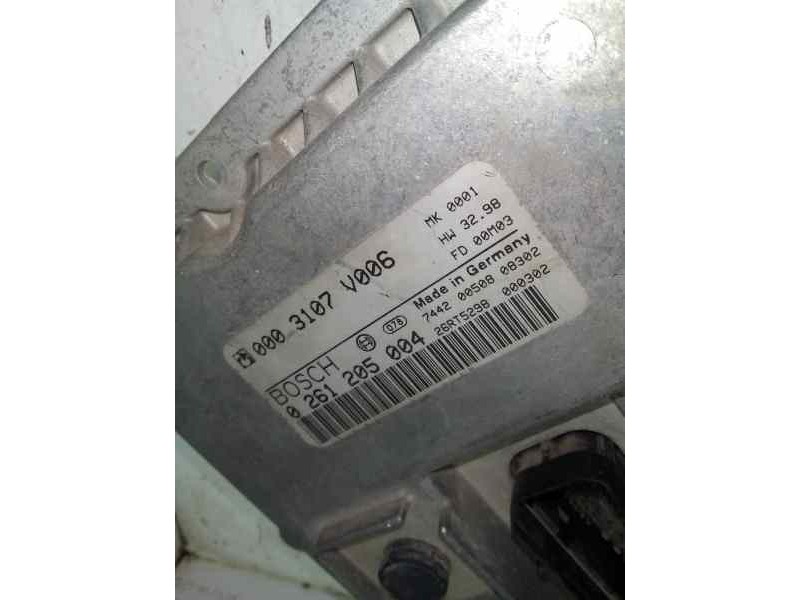 MK 0001
HW 32.98
FD 00M03
000 3107 V006
BOSCH
078
Made in Germany
0 261 205 004
7442 00508 08302
26RT5298 000302